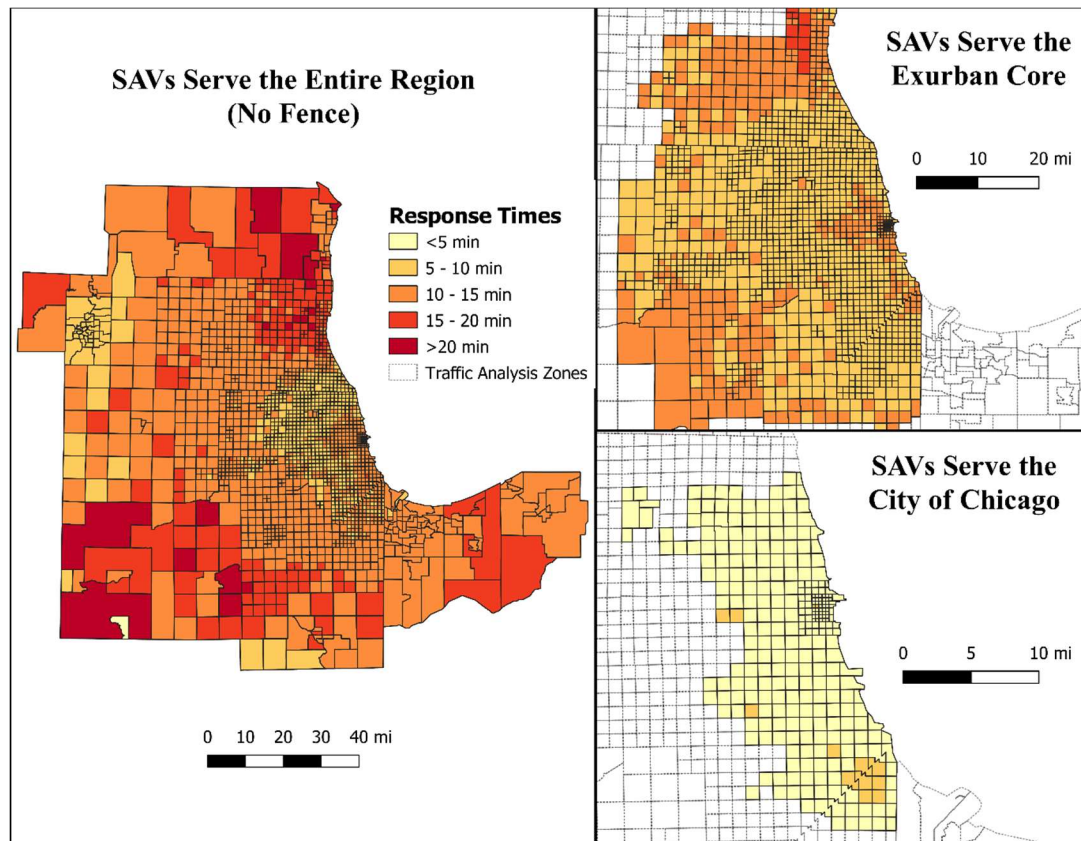 SAVs Serve the Entire Region
(No Fence)
Response Times
<5 min
5 - 10 min
10 - 15 min
15 - 20 min
>20 min
Traffic Analysis Zones
0 10 20 30 40 mi
SAVs Serve the
Exurban Core
0 10 20 mi
SAVs Serve the
City of Chicago
0 5 10 mi